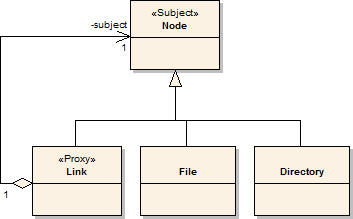 «Subject»
Node
-subject
1
«Proxy»
Link
File
Directory
1